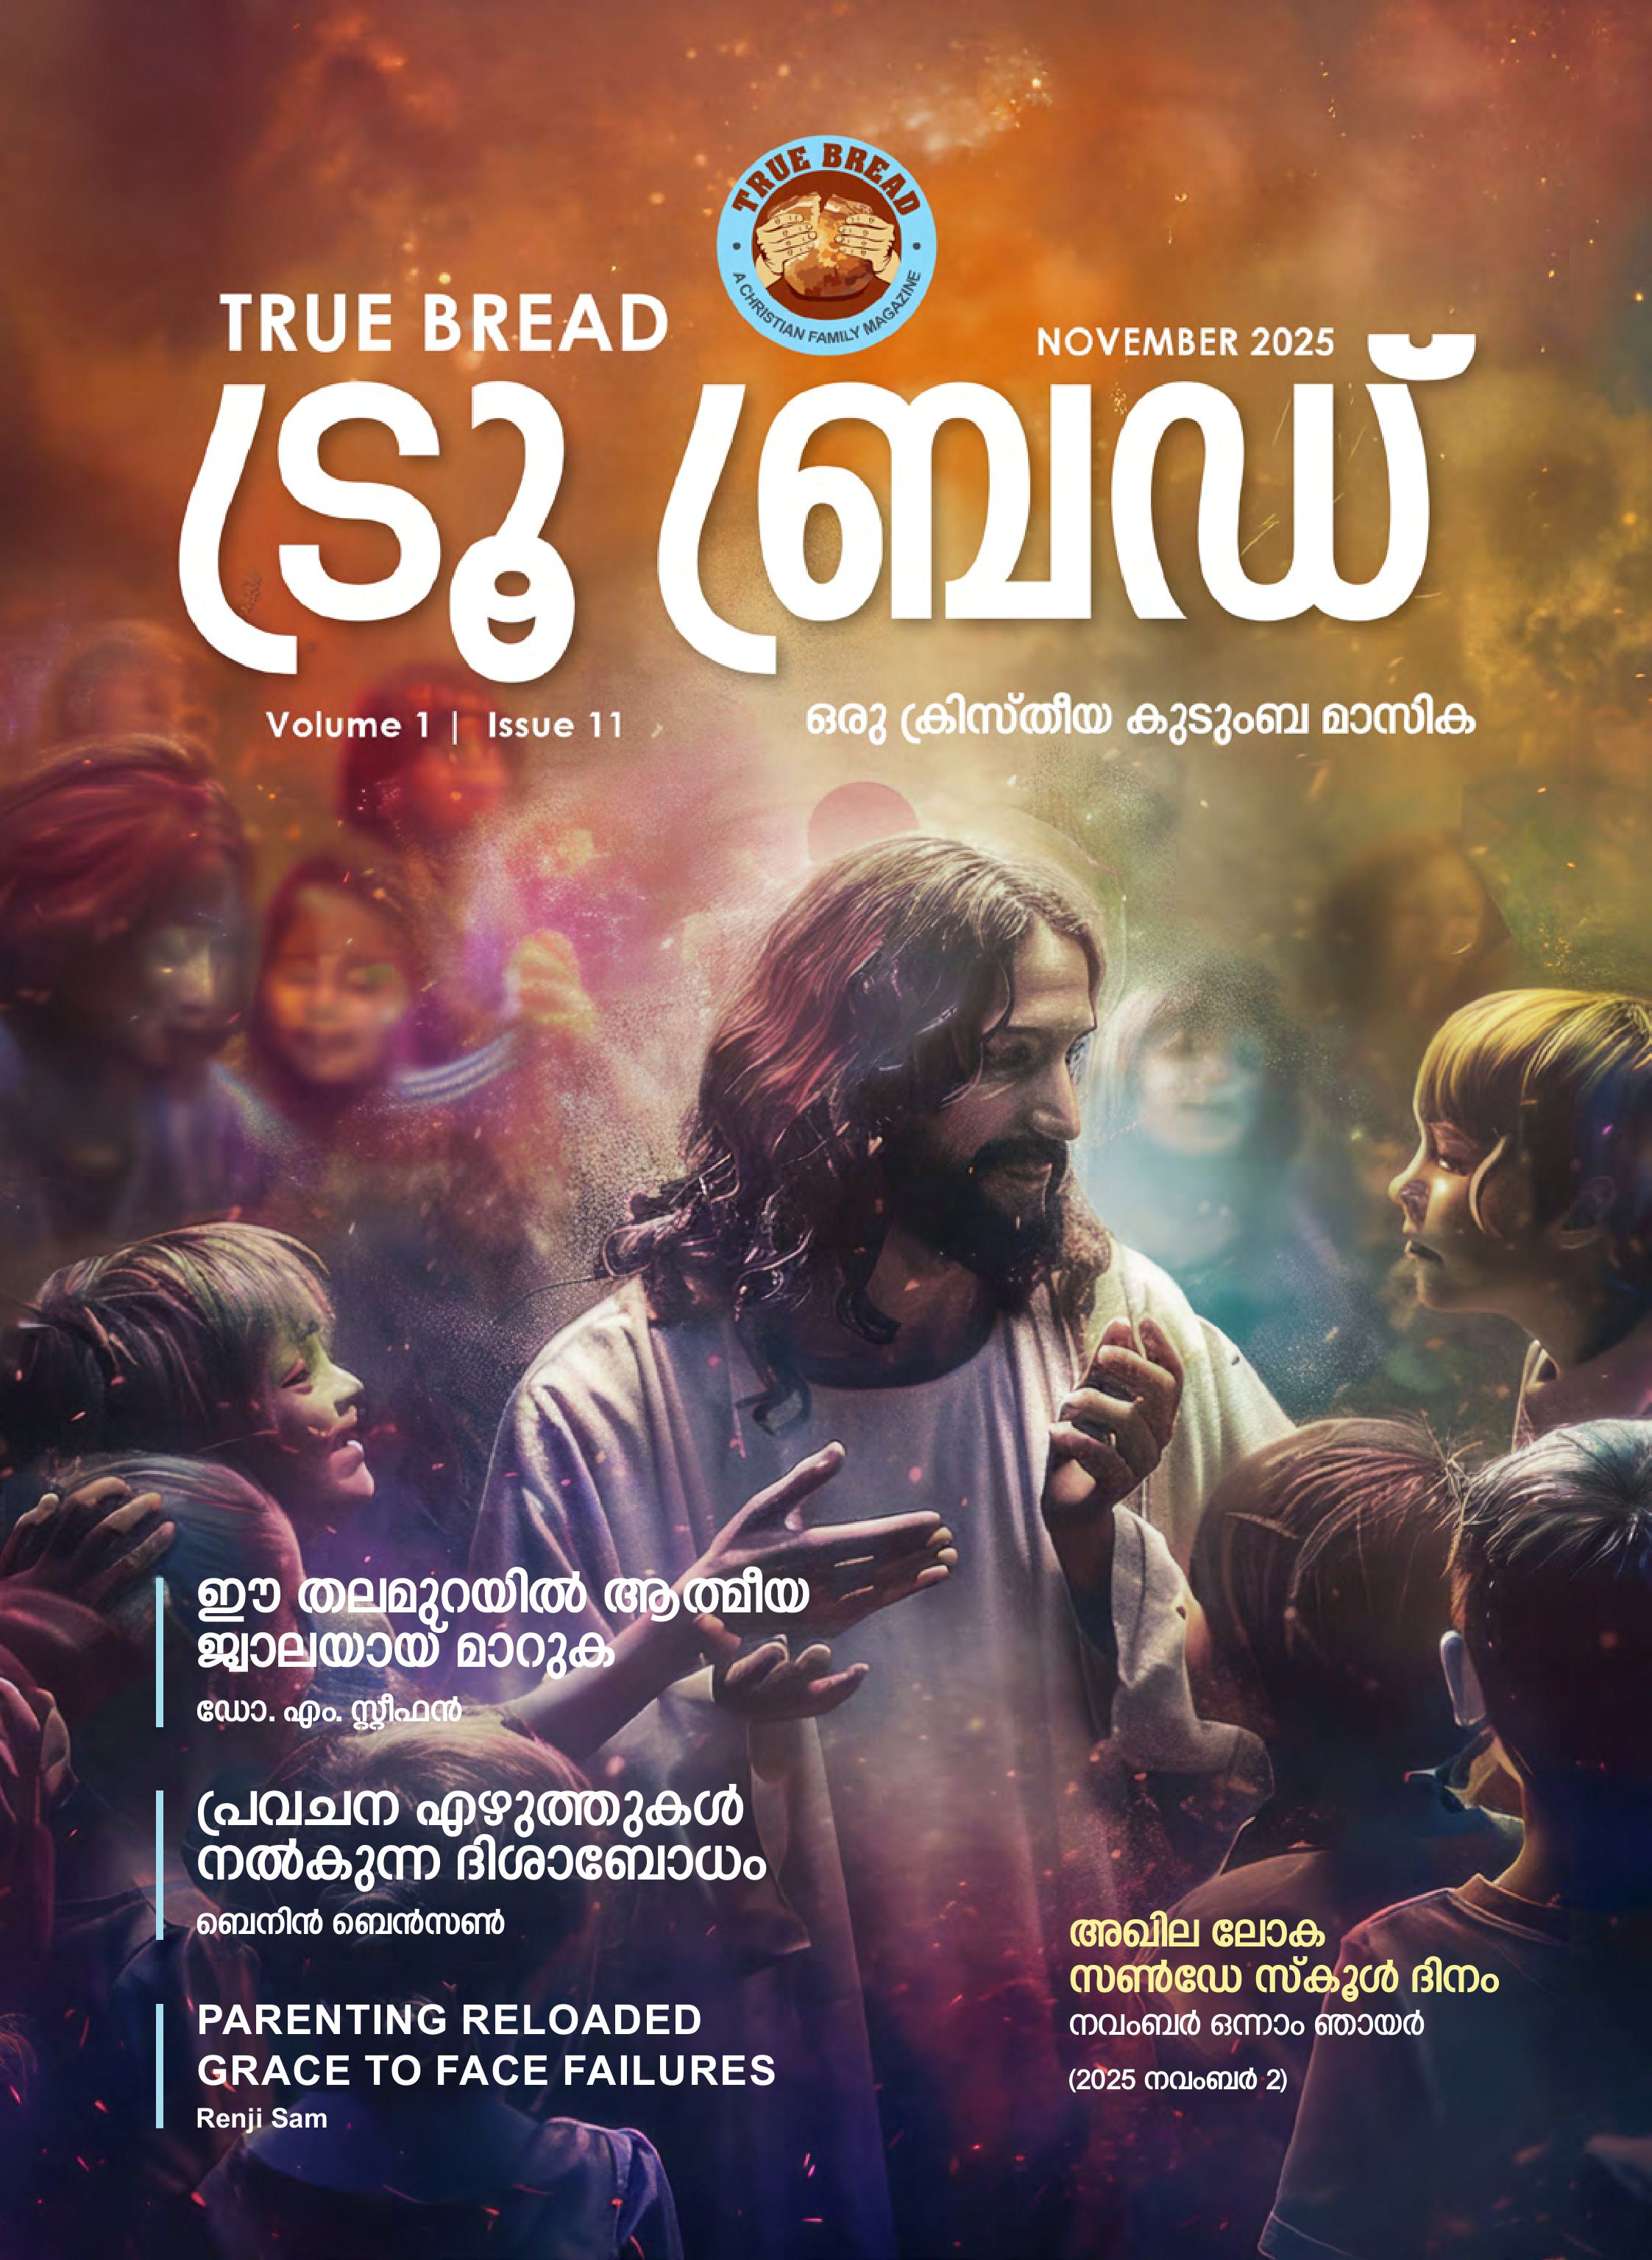 TRUE BREAD
A CHRISTIAN FAMILY MAGAZINE
TRUE BREAD
NOVEMBER 2025
ട്രൂ ബ്രഡ്
Volume 1 | Issue 11
ഒരു ക്രിസ്തീയ കുടുംബ മാസിക
ഈ തലമുറയിൽ ആത്മീയ
ജ്വാലയായ് മാറുക
ഡോ. എം. സ്റ്റീഫൻ
പ്രവചന എഴുത്തുകൾ
നൽകുന്ന ദിശാബോധം
ബെനിൻ ബെൻസൺ
PARENTING RELOADED
GRACE TO FACE FAILURES
Renji Sam
അഖില ലോക
സൺഡേ സ്കൂൾ ദിനം
നവംബർ ഒന്നാം ഞായർ
(2025 നവംബർ 2)